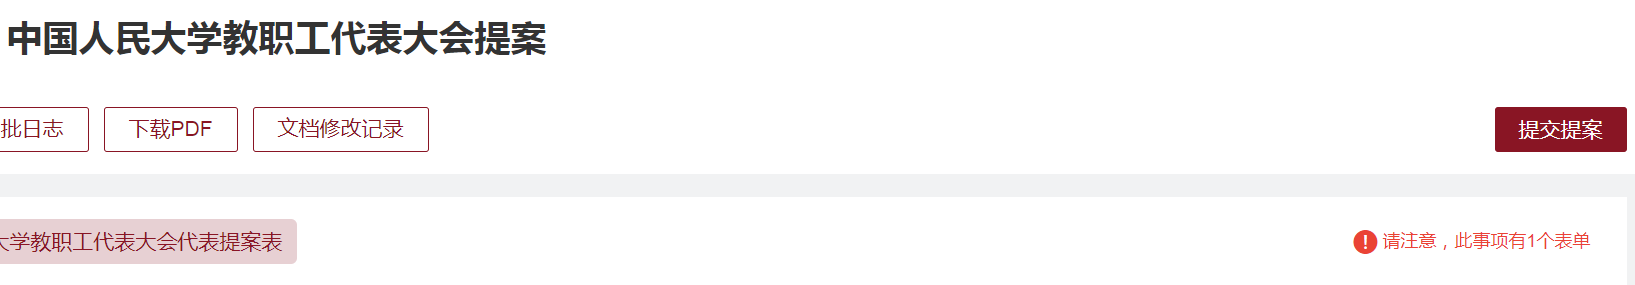 中国人民大学教职工代表大会提案
批日志
下载PDF
文档修改记录
提交提案
大学教职工代表大会代表提案表
请注意，此事项有1个表单